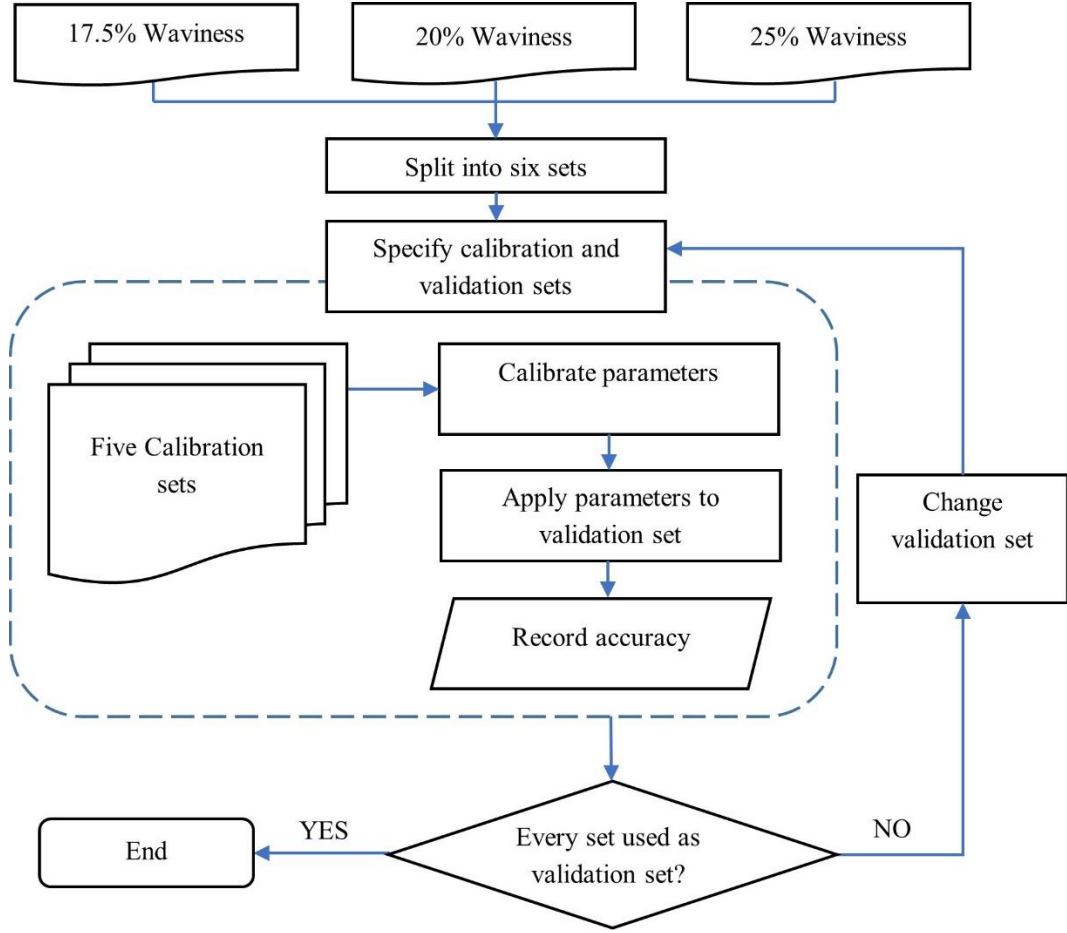 17.5% Waviness
20% Waviness
25% Waviness
Split into six sets
Specify calibration and
validation sets
Calibrate parameters
Five Calibration
sets
Apply parameters to
validation set
Change
validation set
Record accuracy
YES
NO
End
Every set used as
validation set?